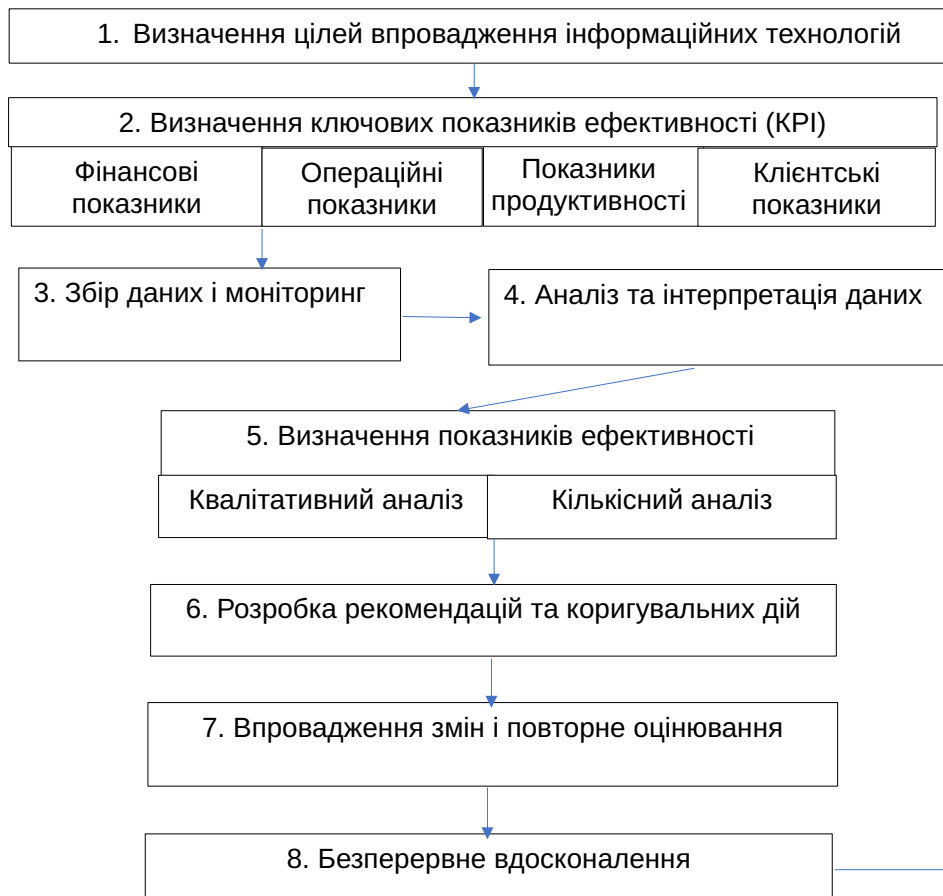 1. Визначення цілей впровадження інформаційних технологій
2. Визначення ключових показників ефективності (КРІ)
Фінансові
показники
Операційні
показники
Показники
продуктивності
Клієнтські
показники
3. Збір даних і моніторинг
4. Аналіз та інтерпретація даних
5. Визначення показників ефективності
Квалітативний аналіз
Кількісний аналіз
6. Розробка рекомендацій та коригувальних дій
7. Впровадження змін і повторне оцінювання
8. Безперервне вдосконалення